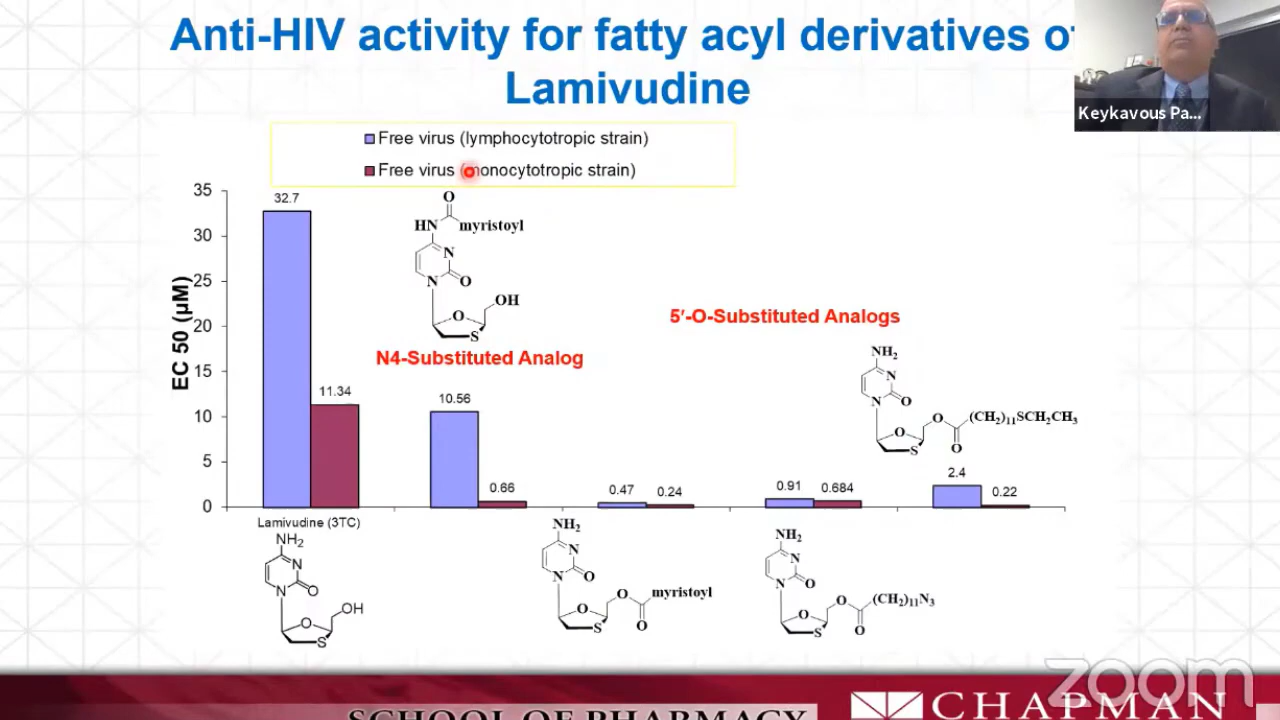 Anti-HIV activity for fatty acyl derivatives of
Lamivudine
Keykavous Pa...
Free virus (lymphocytotropic strain)
Free virus (monocytotropic strain)
EC 50 (µM)
35
30
25
20
15
10
5
0
32.7
11.34
10.56
0.66
0.47
0.24
0.91
0.684
2.4
0.22
O
HN
myristoyl
N
N
O
OH
O
S
N4-Substituted Analog
5′-O-Substituted Analogs
NH2
N
N
O
O
(CH2)11SCH2CH3
O
S
O
Lamivudine (3TC)
NH2
N
N
O
OH
O
S
NH2
N
N
O
O
myristoyl
O
S
O
NH2
N
N
O
O
(CH2)11N3
O
S
O
zoom
SCHOOL OF PHARMACY
CHAPMAN